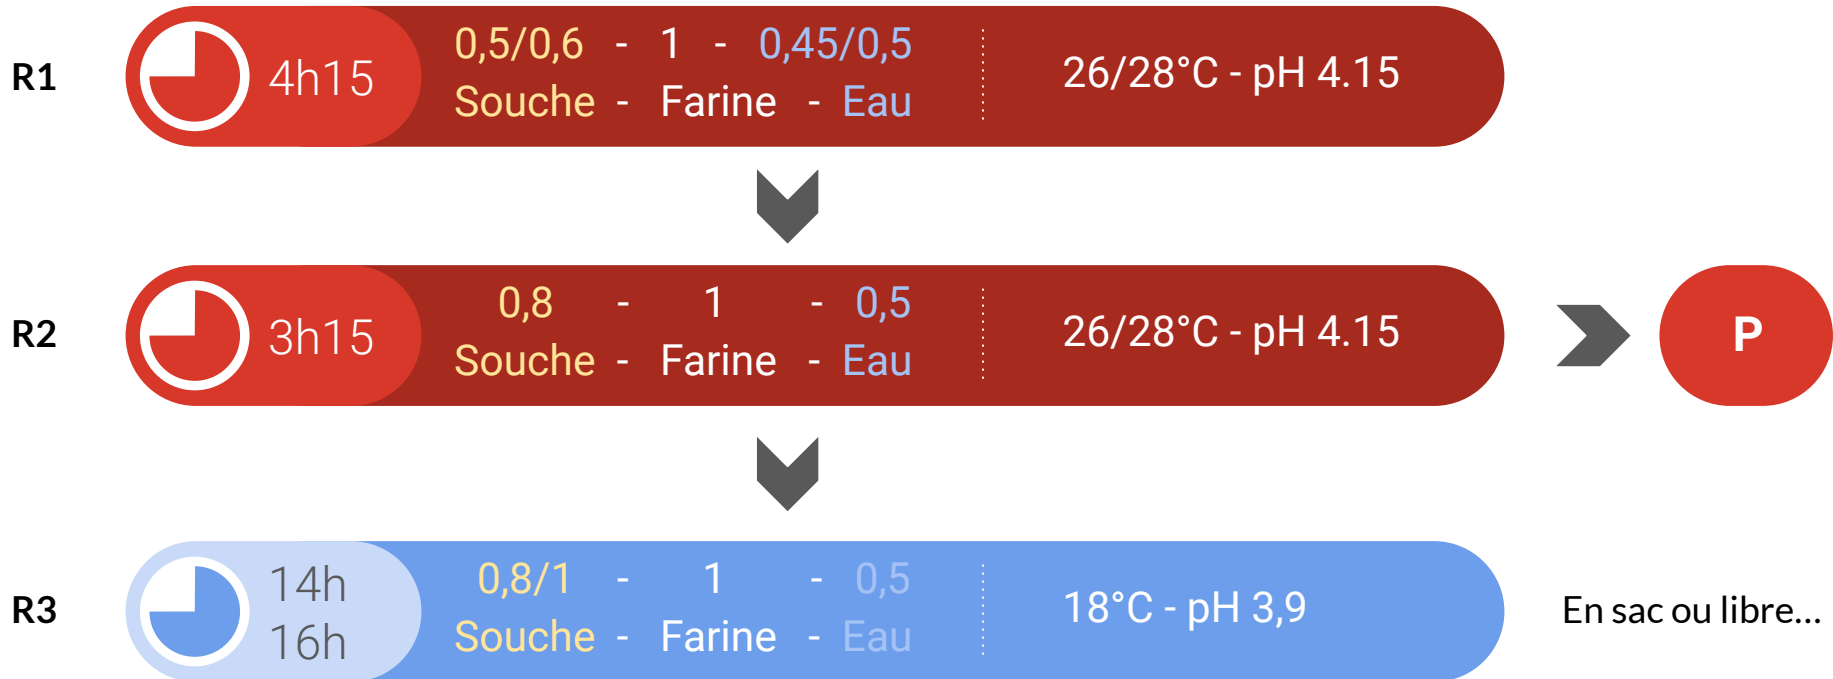 R1
4h15
0,5/0,6 - 1 - 0,45/0,5
Souche - Farine - Eau
26/28°C - pH 4.15
R2
3h15
0,8 - 1 - 0,5
Souche - Farine - Eau
26/28°C - pH 4.15
P
R3
14h
16h
0,8/1 - 1 - 0,5
Souche - Farine - Eau
18°C - pH 3,9
En sac ou libre...